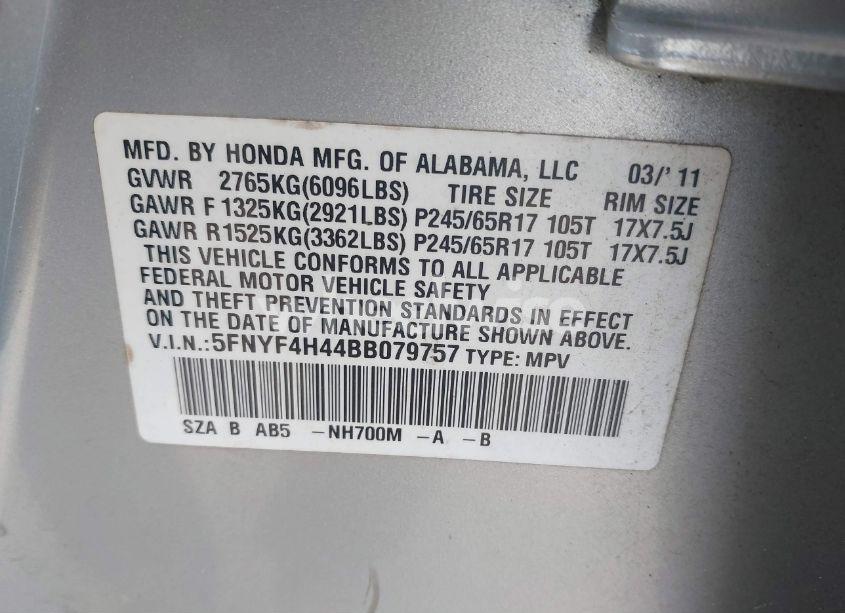 MFD. BY HONDA MFG. OF ALABAMA, LLC 03/'11
GVWR 2765KG(6096LBS) TIRE SIZE RIM SIZE
GAWR F 1325KG(2921LBS) P245/65R17 105T 17X7.5J
GAWR R1525KG(3362LBS) P245/65R17 105T 17X7.5J
THIS VEHICLE CONFORMS TO ALL APPLICABLE
FEDERAL MOTOR VEHICLE SAFETY
AND THEFT PREVENTION STANDARDS IN EFFECT
ON THE DATE OF MANUFACTURE SHOWN ABOVE.
V.I.N.:5FNYF4H44BB079757 TYPE: MPV
SZA B AB5 -NH700M -A -B